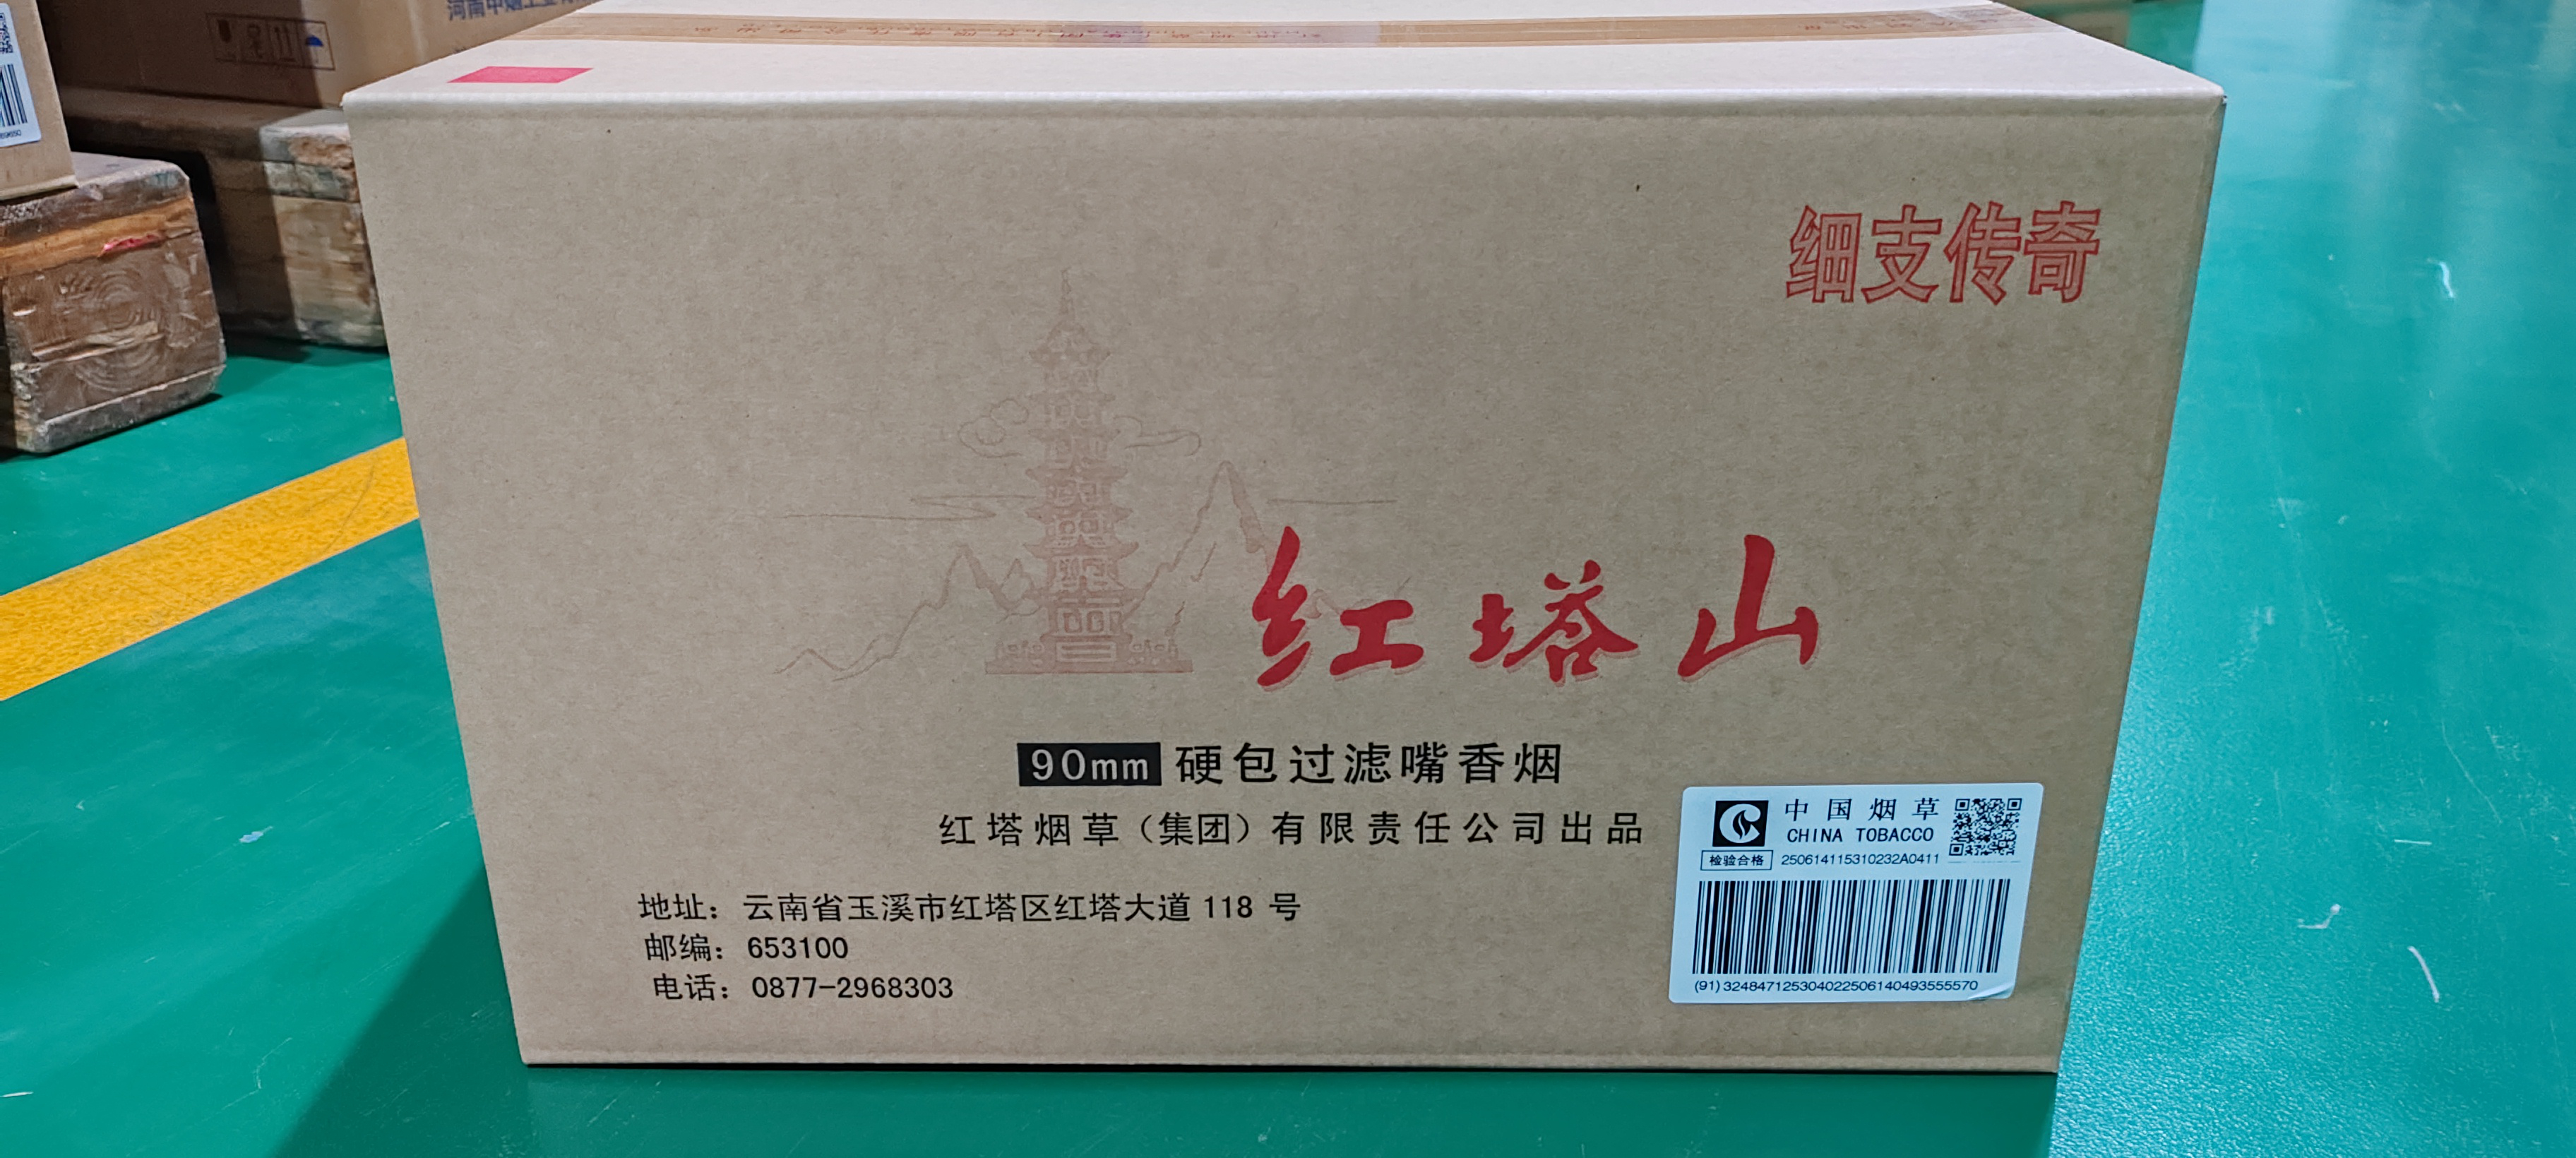 细支传奇
红塔山
90mm 硬包过滤嘴香烟
红塔烟草（集团）有限责任公司出品
中国烟草
CHINA TOBACCO
检验合格 250614115310232A0411
(91) 32484712530402250614049355570
地址：云南省玉溪市红塔区红塔大道 118 号
邮编：653100
电话：0877-2968303